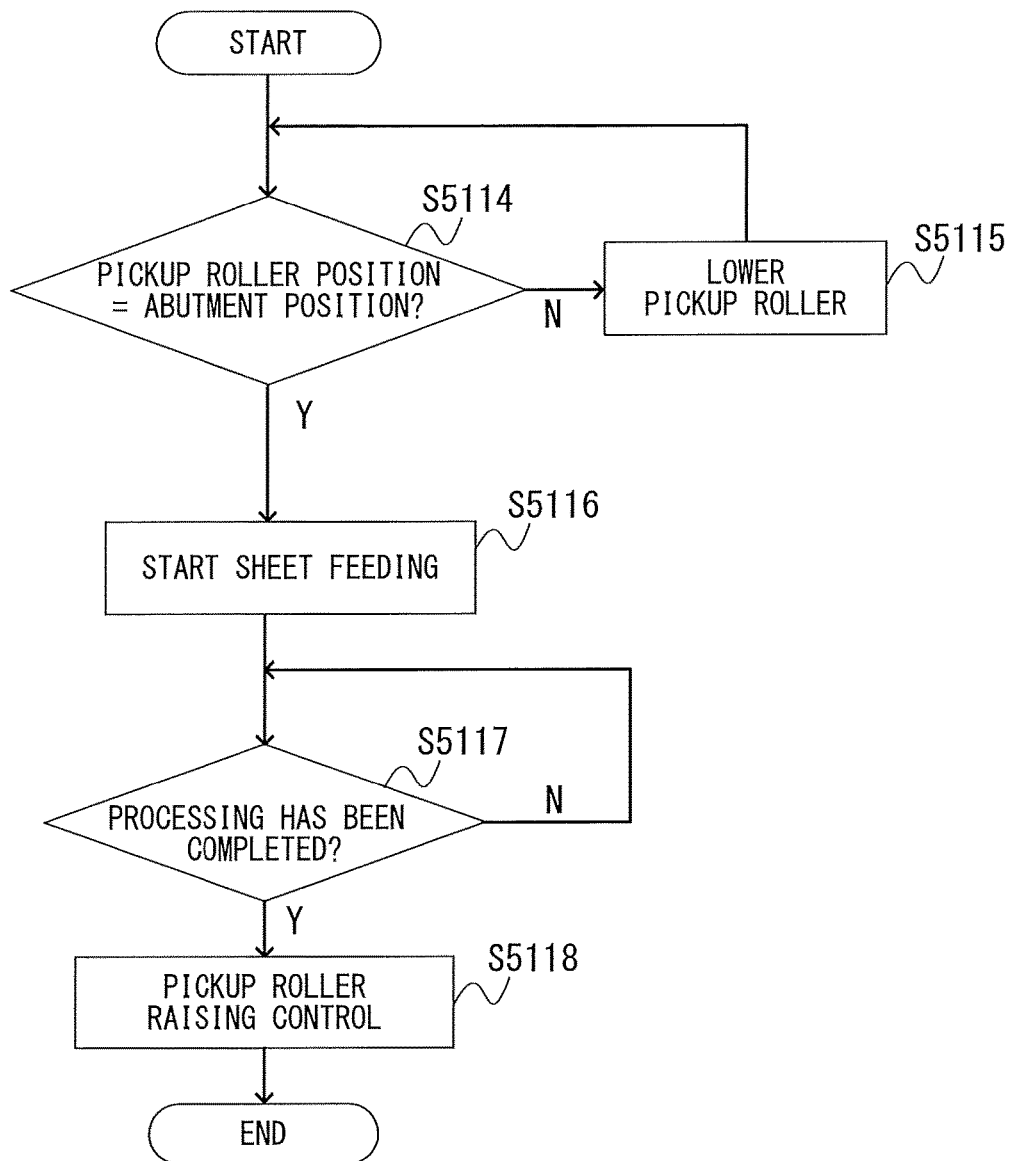 START
S5114
PICKUP ROLLER POSITION
= ABUTMENT POSITION?
N
S5115
LOWER
PICKUP ROLLER
Y
S5116
START SHEET FEEDING
S5117
PROCESSING HAS BEEN
COMPLETED?
N
Y
S5118
PICKUP ROLLER
RAISING CONTROL
END